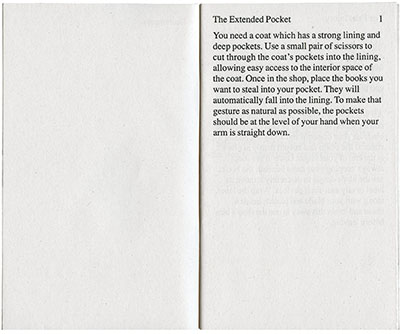 The Extended Pocket 1
You need a coat which has a strong lining and
deep pockets. Use a small pair of scissors to
cut through the coat's pockets into the lining,
allowing easy access to the interior space of
the coat. Once in the shop, place the books you
want to steal into your pocket. They will
automatically fall into the lining. To make that
gesture as natural as possible, the pockets
should be at the level of your hand when your
arm is straight down.